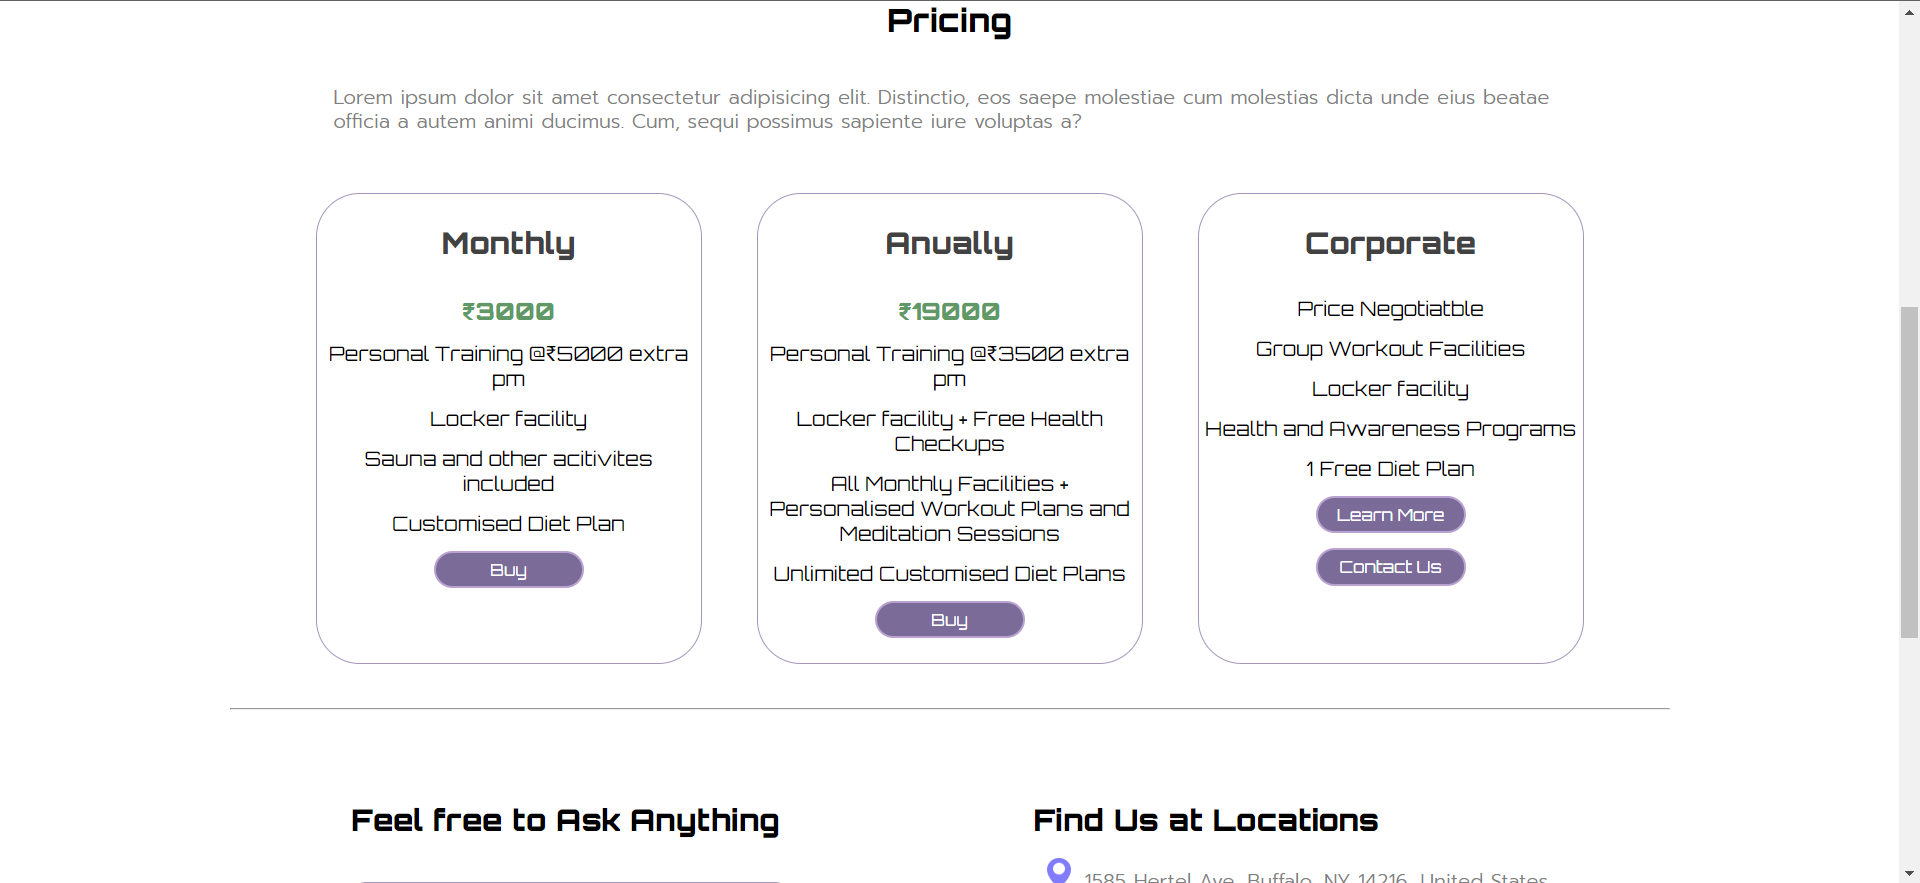 Pricing
Lorem ipsum dolor sit amet consectetur adipisicing elit. Distinctio, eos saepe molestiae cum molestias dicta unde eius beatae
officia a autem animi ducimus. Cum, sequi possimus sapiente iure voluptas a?
Monthly
₹3000
Personal Training @₹5000 extra
pm
Locker facility
Sauna and other acitivites
included
Customised Diet Plan
Buy
Anually
₹19000
Personal Training @₹3500 extra
pm
Locker facility + Free Health
Checkups
All Monthly Facilities +
Personalised Workout Plans and
Meditation Sessions
Unlimited Customised Diet Plans
Buy
Corporate
Price Negotiatble
Group Workout Facilities
Locker facility
Health and Awareness Programs
1 Free Diet Plan
Learn More
Contact Us
Feel free to Ask Anything
Find Us at Locations
1585 Hertel Ave, Buffalo, NY 14216, United States